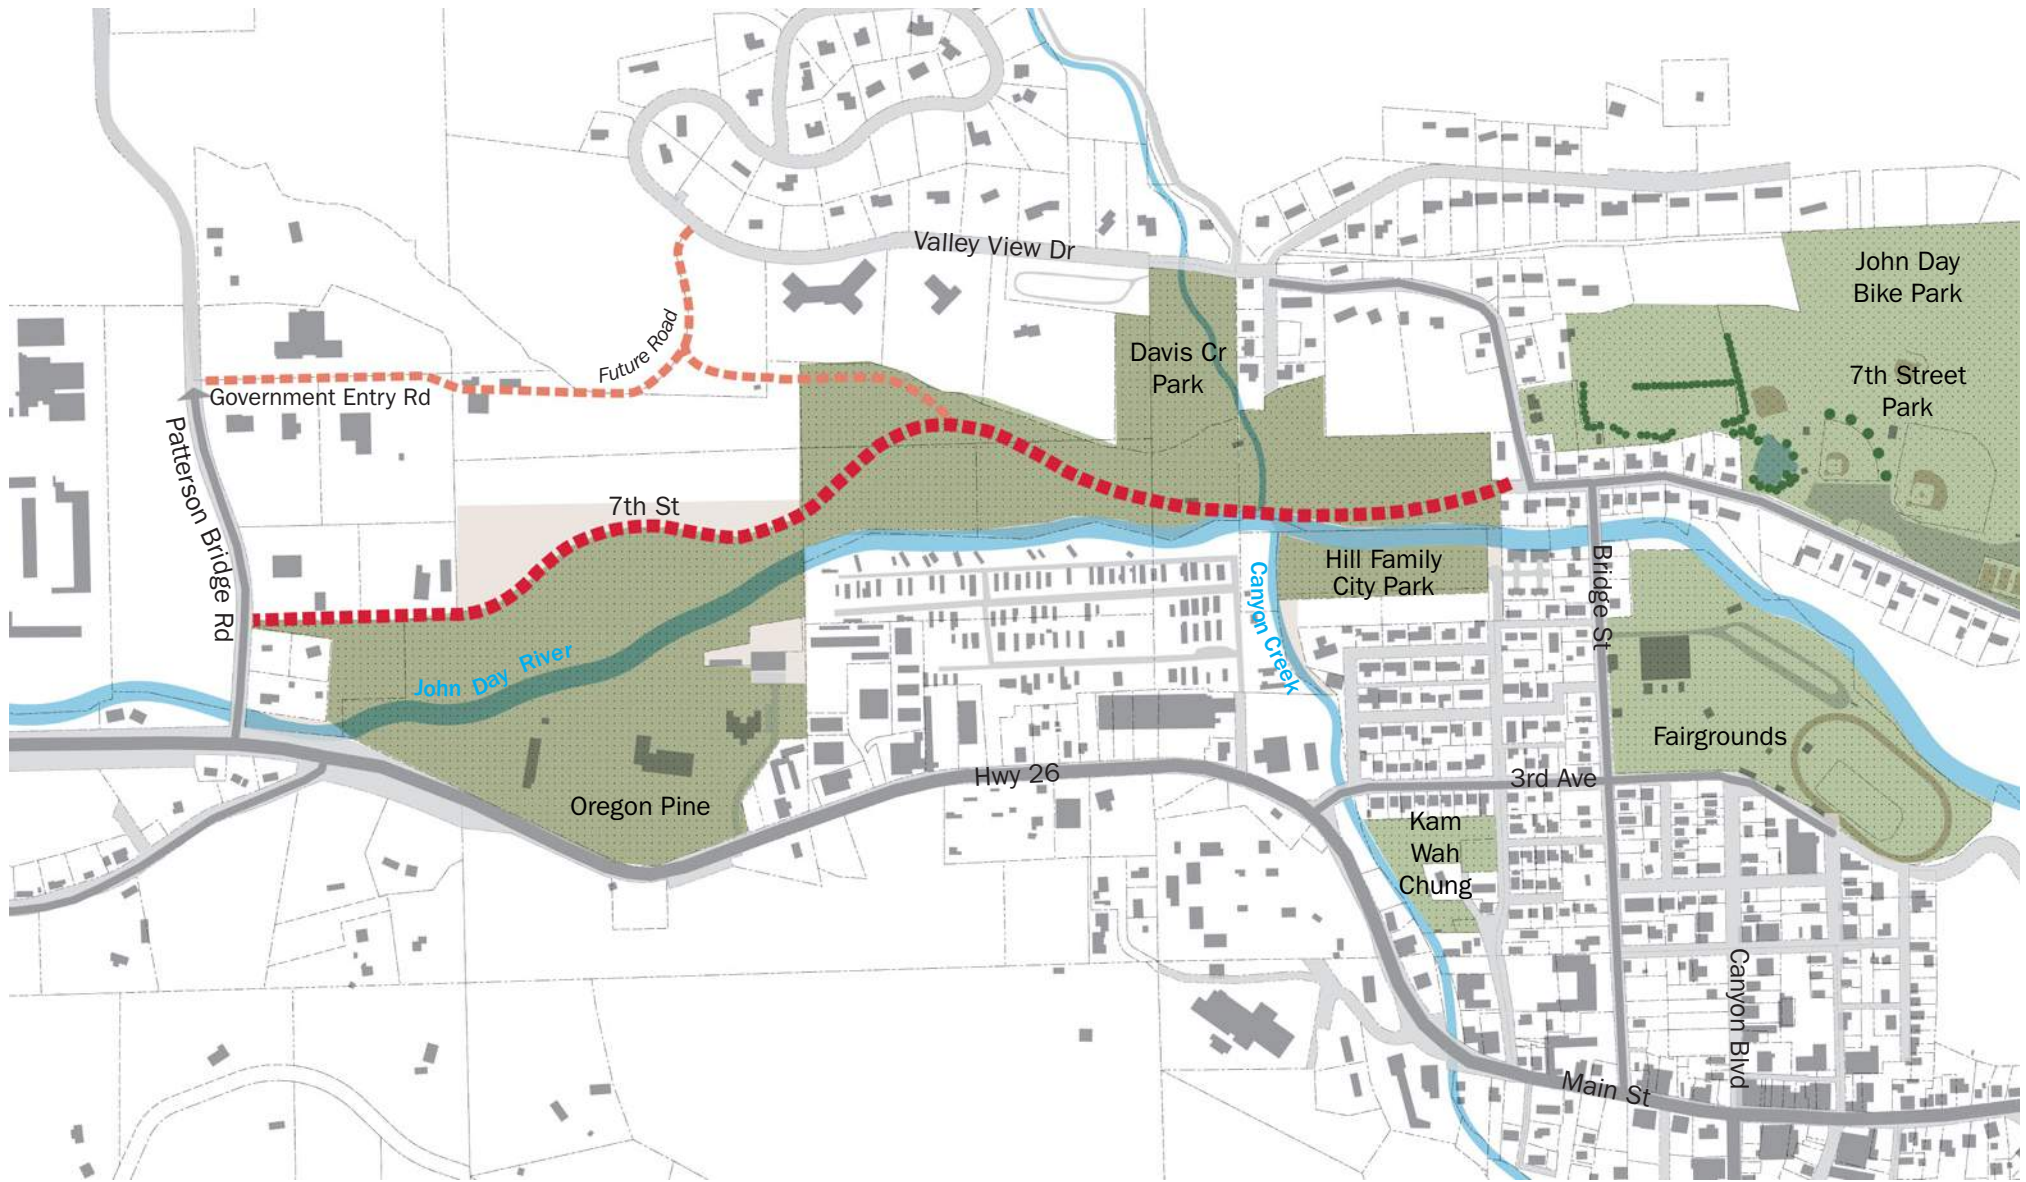 Valley View Dr
John Day
Bike Park
Future Road
Davis Cr
Park
7th Street
Park
Government Entry Rd
Patterson Bridge Rd
7th St
Hill Family
City Park
Bridge St
Canyon Creek
John Day River
Fairgrounds
Hwy 26
3rd Ave
Oregon Pine
Kam
Wah
Chung
Canyon Blvd
Main St